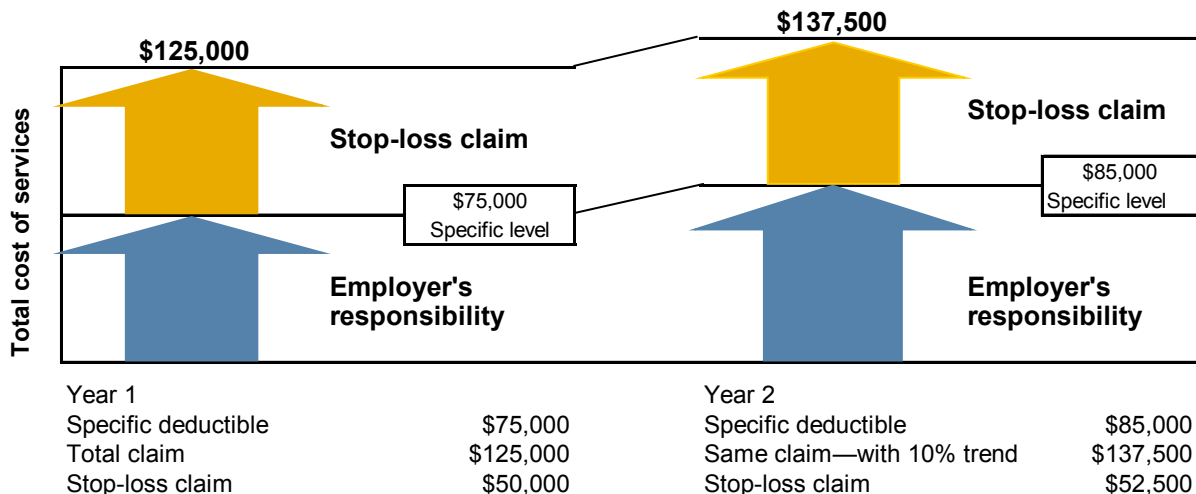 $125,000
$137,500
Total cost of services
Stop-loss claim
Stop-loss claim
$75,000
Specific level
$85,000
Specific level
Employer's
responsibility
Employer's
responsibility
Year 1
Specific deductible $75,000
Total claim $125,000
Stop-loss claim $50,000
Year 2
Specific deductible $85,000
Same claim—with 10% trend $137,500
Stop-loss claim $52,500